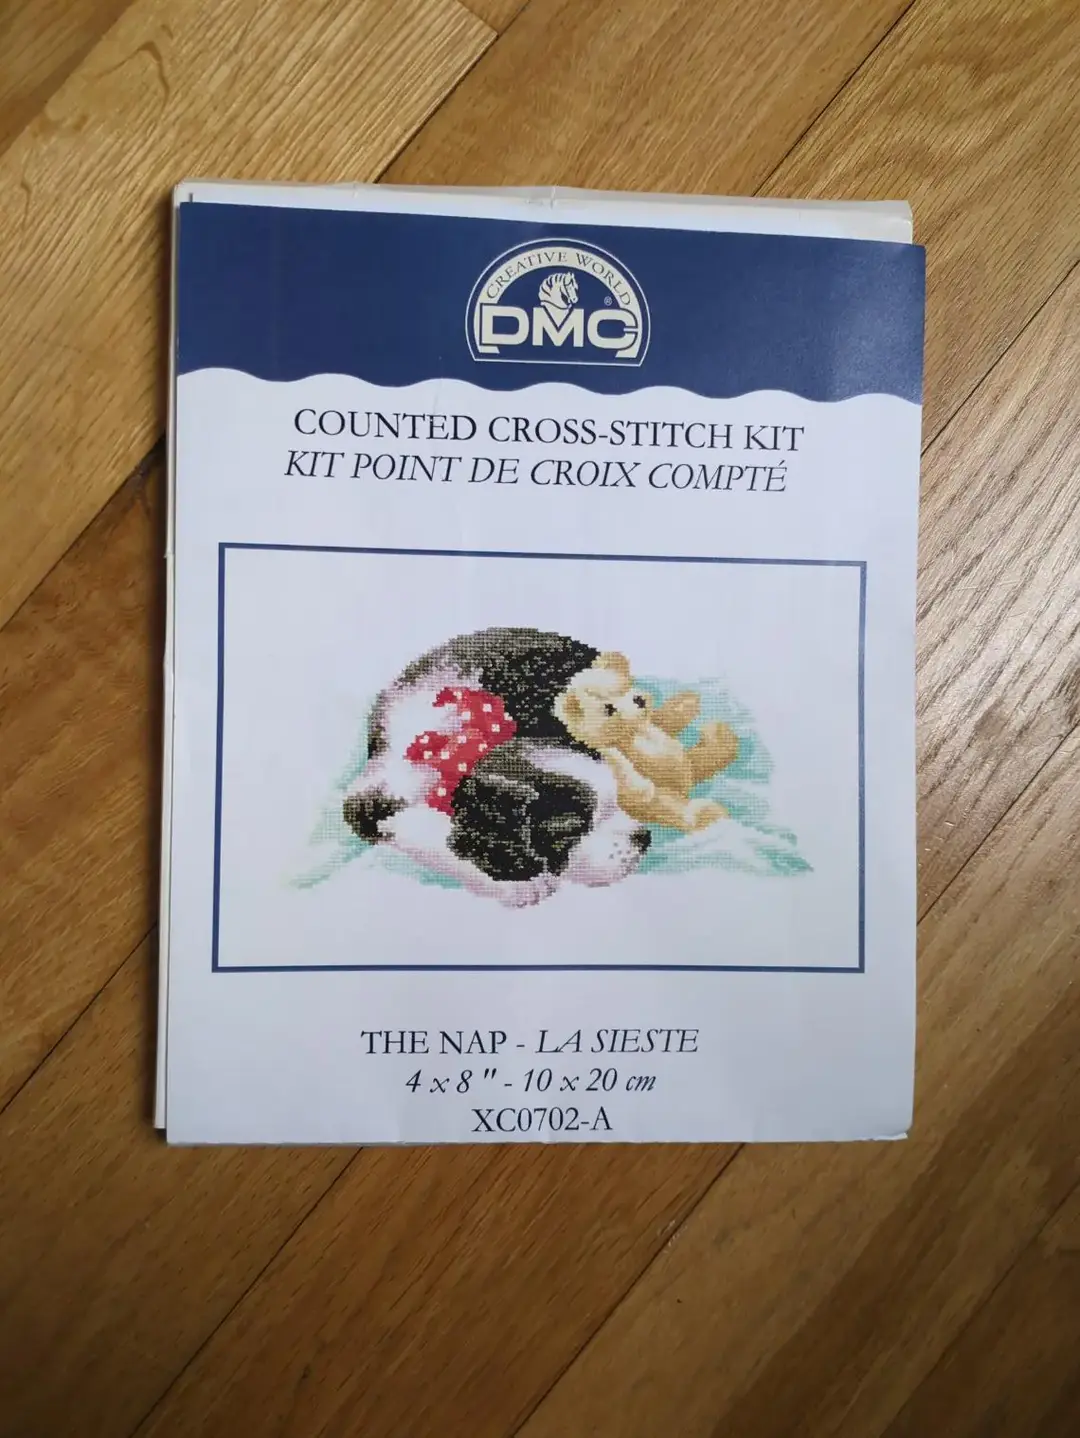 CREATIVE WORLD
DMC®
COUNTED CROSS-STITCH KIT
KIT POINT DE CROIX COMPTÉ
THE NAP - LA SIESTE
4 x 8 " - 10 x 20 cm
XC0702-A